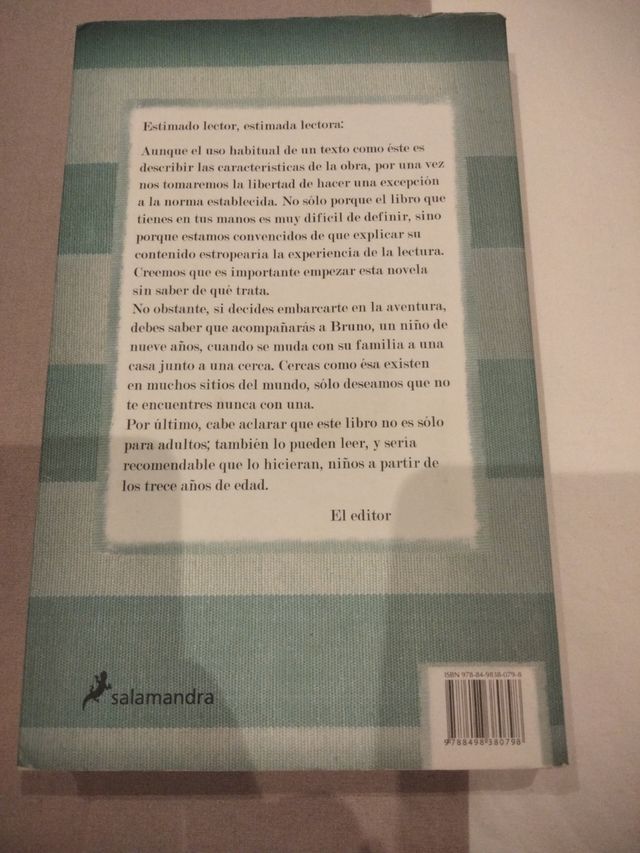 Estimado lector, estimada lectora:
Aunque el uso habitual de un texto como éste es
describir las características de la obra, por una vez
nos tomaremos la libertad de hacer una excepción
a la norma establecida. No sólo porque el libro que
tienes en tus manos es muy difícil de definir, sino
porque estamos convencidos de que explicar su
contenido estropearía la experiencia de la lectura.
Creemos que es importante empezar esta novela
sin saber de qué trata.
No obstante, si decides embarcarte en la aventura,
debes saber que acompañarás a Bruno, un niño de
nueve años, cuando se muda con su familia a una
casa junto a una cerca. Cercas como ésa existen
en muchos sitios del mundo, sólo deseamos que no
te encuentres nunca con una.
Por último, cabe aclarar que este libro no es sólo
para adultos; también lo pueden leer, y sería
recomendable que lo hicieran, niños a partir de
los trece años de edad.
El editor
salamandra
ISBN 978-84-9838-079-8
9 788498 380798